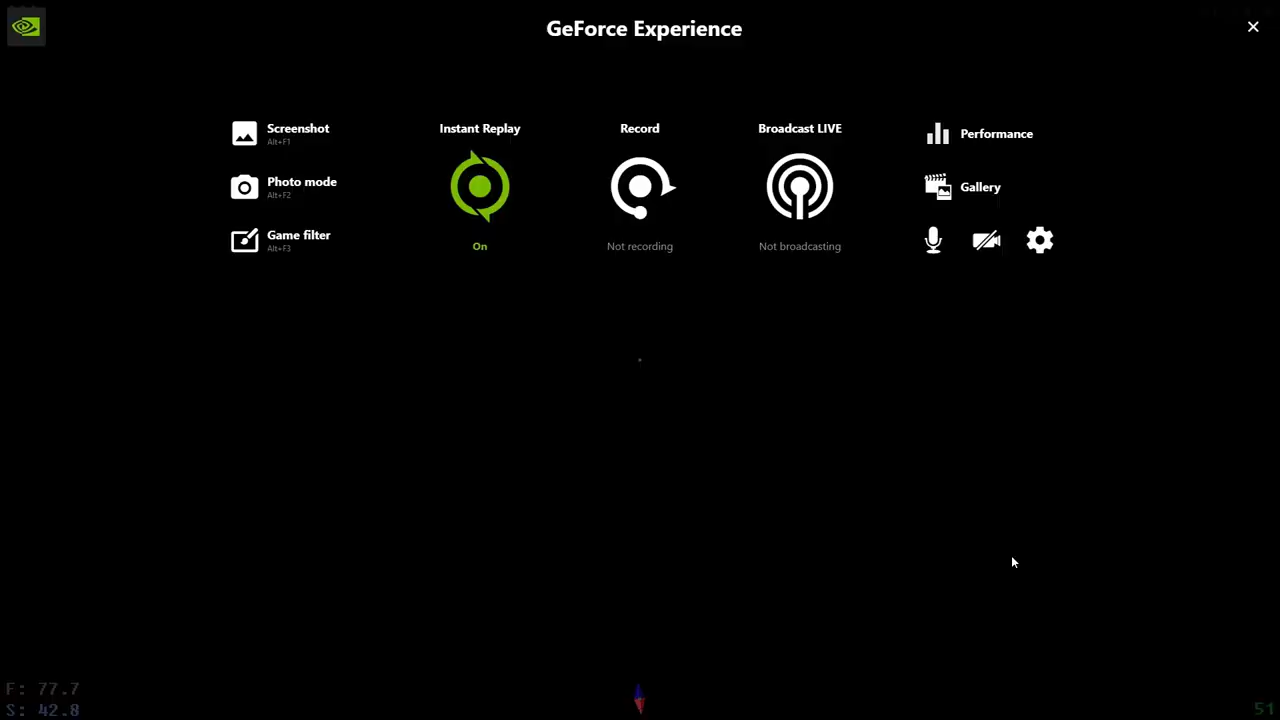 GeForce Experience
Screenshot
Alt+F1
Photo mode
Alt+F2
Game filter
Alt+F3
Instant Replay
On
Record
Not recording
Broadcast LIVE
Not broadcasting
Performance
Gallery
F: 77.7
S: 42.8
51